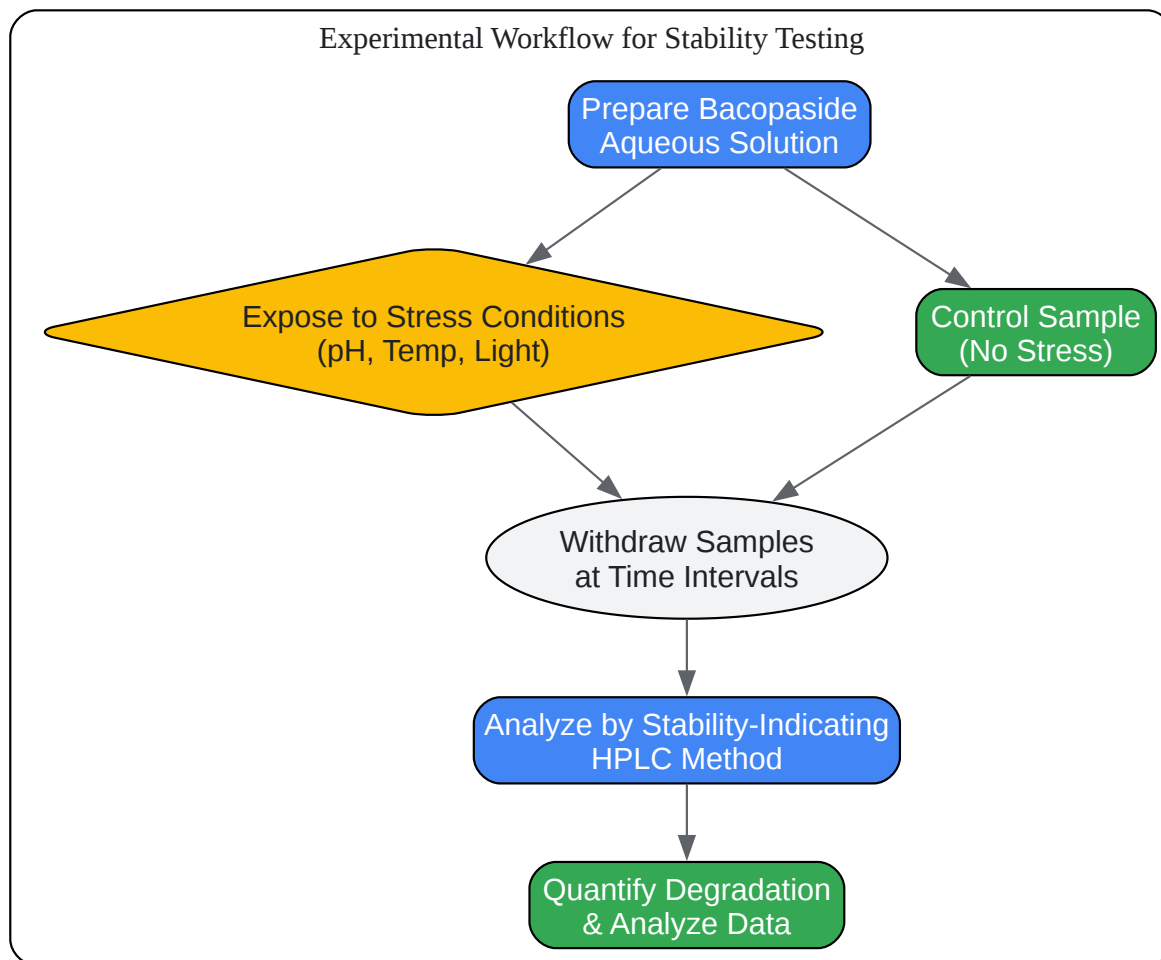 Experimental Workflow for Stability Testing
Prepare Bacopaside
Aqueous Solution
Expose to Stress Conditions
(pH, Temp, Light)
Control Sample
(No Stress)
Withdraw Samples
at Time Intervals
Analyze by Stability-Indicating
HPLC Method
Quantify Degradation
& Analyze Data